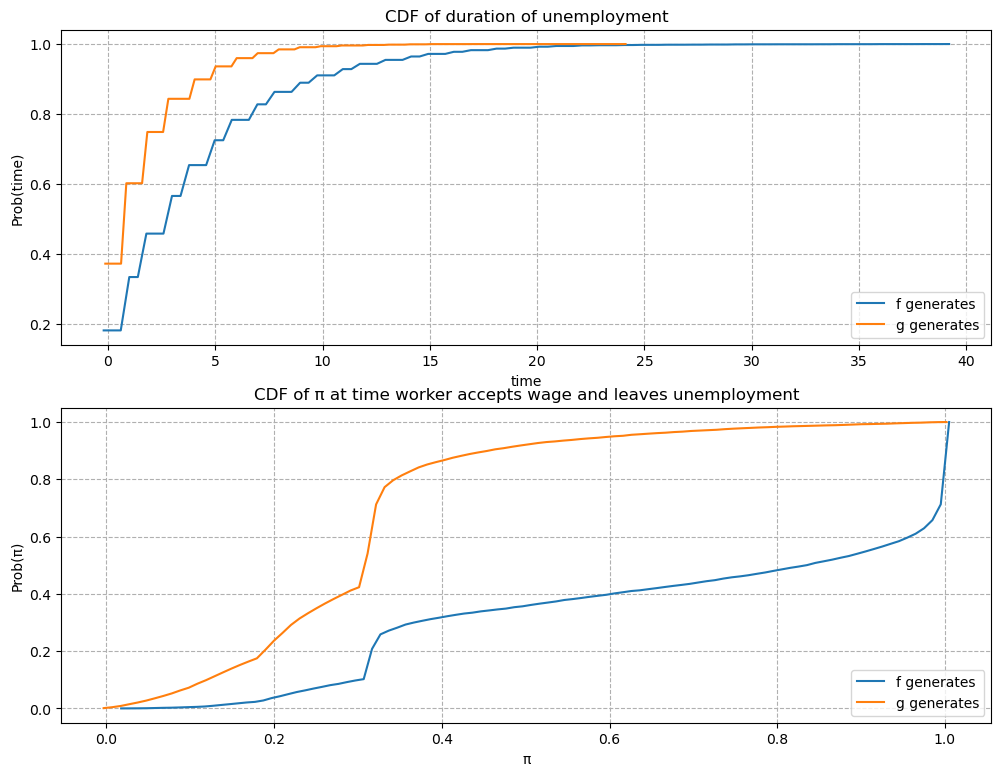 CDF of duration of unemployment
1.0
0.8
0.6
0.4
0.2
Prob(time)
f generates
g generates
0 5 10 15 20 25 30 35 40
time
CDF of π at time worker accepts wage and leaves unemployment
1.0
0.8
0.6
0.4
0.2
0.0
Prob(π)
f generates
g generates
0.0 0.2 0.4 0.6 0.8 1.0
π